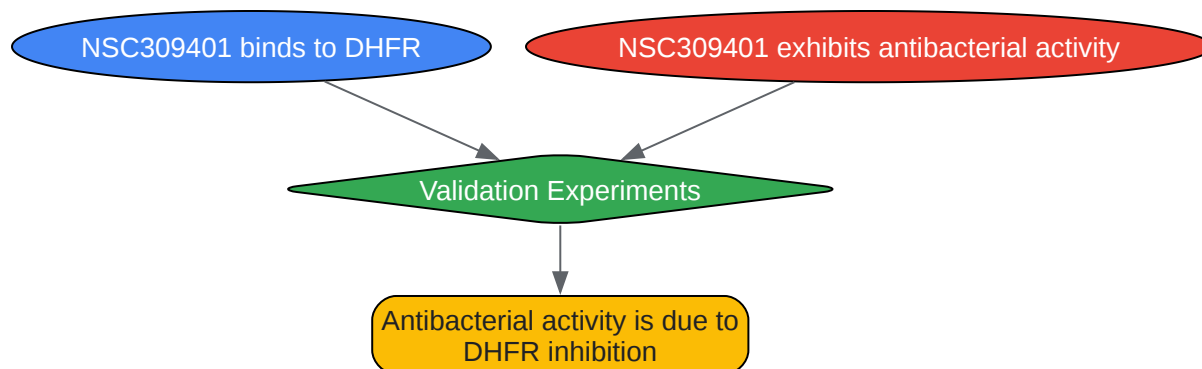 NSC309401 binds to DHFR
NSC309401 exhibits antibacterial activity
Validation Experiments
Antibacterial activity is due to
DHFR inhibition